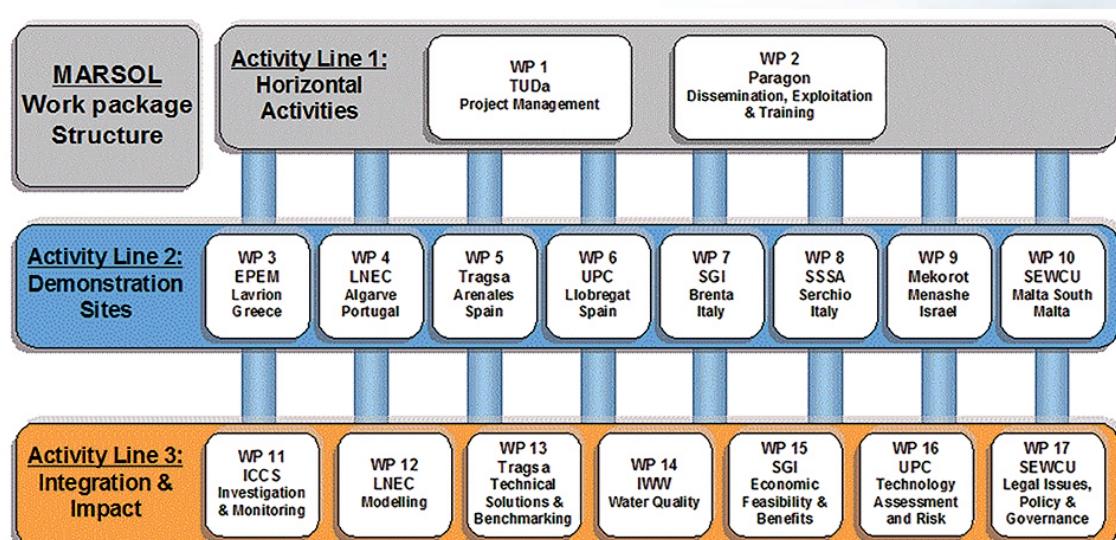 MARSOL
Work package
Structure
Activity Line 1:
Horizontal
Activities
WP 1
TUDa
Project Management
WP 2
Paragon
Dissemination, Exploitation
& Training
Activity Line 2:
Demonstration
Sites
WP 3
EPEM
Lavrion
Greece
WP 4
LNEC
Algarve
Portugal
WP 5
Tragsa
Arenales
Spain
WP 6
UPC
Llobregat
Spain
WP 7
SGI
Brenta
Italy
WP 8
SSSA
Serchio
Italy
WP 9
Mekorot
Menashe
Israel
WP 10
SEWCU
Malta South
Malta
Activity Line 3:
Integration &
Impact
WP 11
ICCS
Investigation
& Monitoring
WP 12
LNEC
Modelling
WP 13
Tragsa
Technical
Solutions &
Benchmarking
WP 14
IWW
Water Quality
WP 15
SGI
Economic
Feasibility &
Benefits
WP 16
UPC
Technology
Assessment
and Risk
WP 17
SEWCU
Legal Issues,
Policy &
Governance